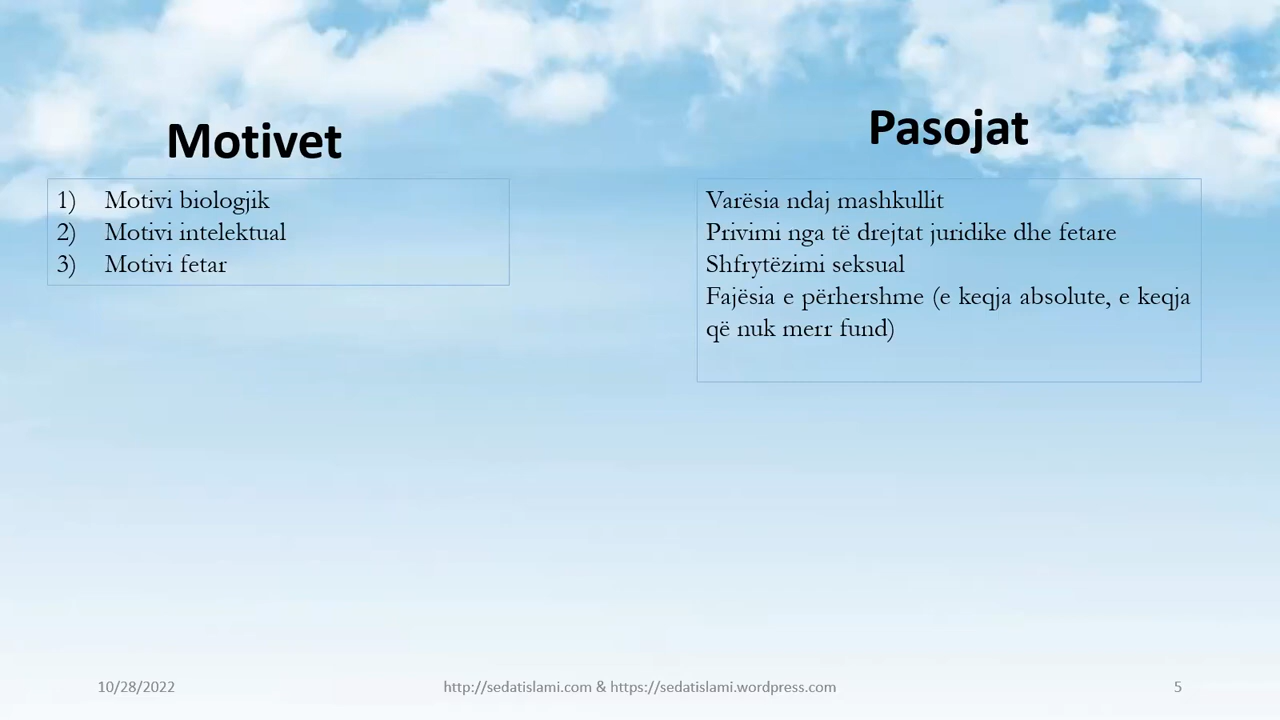 Motivet
1) Motivi biologjik
2) Motivi intelektual
3) Motivi fetar
Pasojat
Varësia ndaj mashkullit
Privimi nga të drejtat juridike dhe fetare
Shfrytëzimi seksual
Fajësia e përhershme (e keqja absolute, e keqja
që nuk merr fund)
10/28/2022
http://sedatislami.com & https://sedatislami.wordpress.com
5